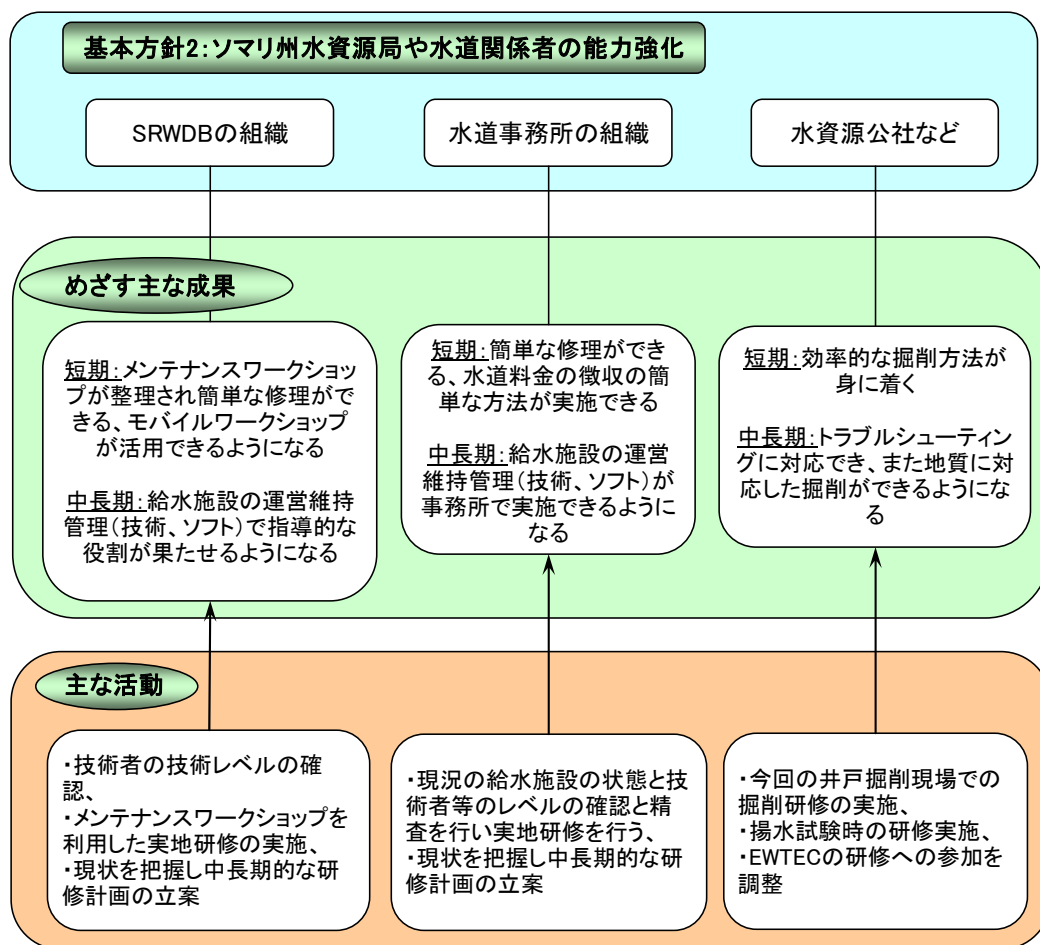 基本方針2:ソマリ州水資源局や水道関係者の能力強化
SRWDBの組織
水道事務所の組織
水資源公社など
めざす主な成果
短期:メンテナンスワークショッ
プが整理され簡単な修理がで
きる、モバイルワークショップ
が活用できるようになる
中長期:給水施設の運営維持
管理(技術、ソフト)で指導的な
役割が果たせるようになる
短期:簡単な修理ができ
る、水道料金の徴収の簡
単な方法が実施できる
中長期:給水施設の運営
維持管理(技術、ソフト)が
事務所で実施できるように
なる
短期:効率的な掘削方法が
身に着く
中長期:トラブルシューティン
グに対応でき、また地質に対
応した掘削ができるようにな
る
主な活動
・技術者の技術レベルの確
認、
・メンテナンスワークショップを
利用した実地研修の実施、
・現状を把握し中長期的な研
修計画の立案
・現況の給水施設の状態と技
術者等のレベルの確認と精
査を行い実地研修を行う、
・現状を把握し中長期的な研
修計画の立案
・今回の井戸掘削現場での
掘削研修の実施、
・揚水試験時の研修実施、
・EWTECの研修への参加を
調整